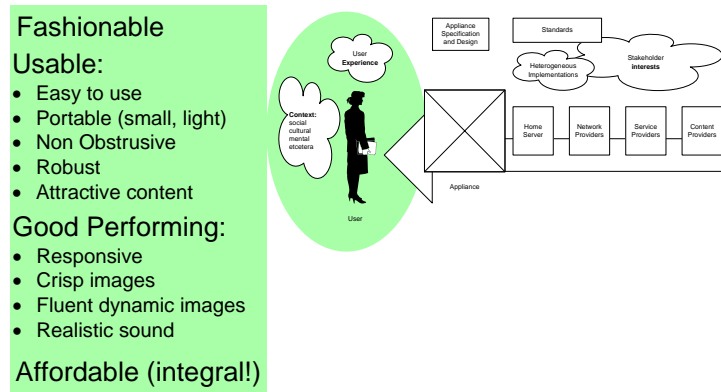 Fashionable
Usable:
• Easy to use
• Portable (small, light)
• Non Obstrusive
• Robust
• Attractive content
Good Performing:
• Responsive
• Crisp images
• Fluent dynamic images
• Realistic sound
Affordable (integral!)
User
Experience
Context:
social
cultural
mental
etcetera
User
Appliance
Specification
and Design
Standards
Heterogeneous
Implementations
Stakeholder
interests
Appliance
Home
Server
Network
Providers
Service
Providers
Content
Providers